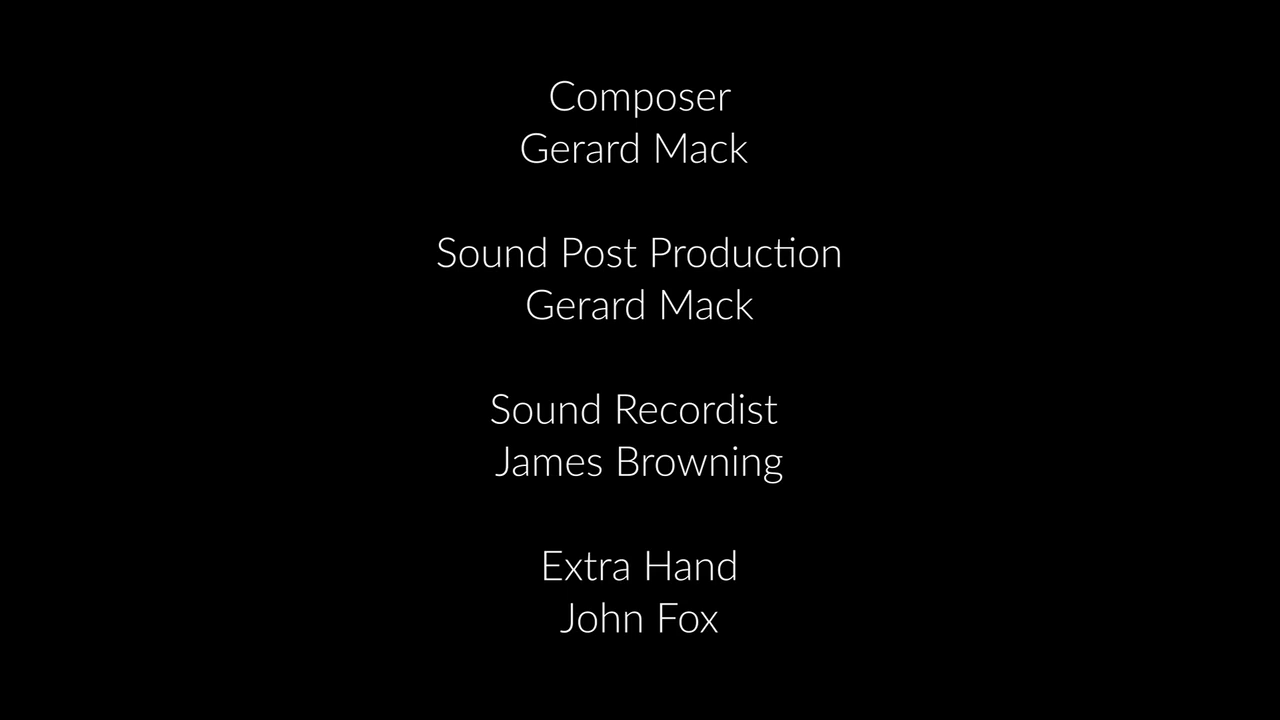 Composer
Gerard Mack
Sound Post Production
Gerard Mack
Sound Recordist
James Browning
Extra Hand
John Fox